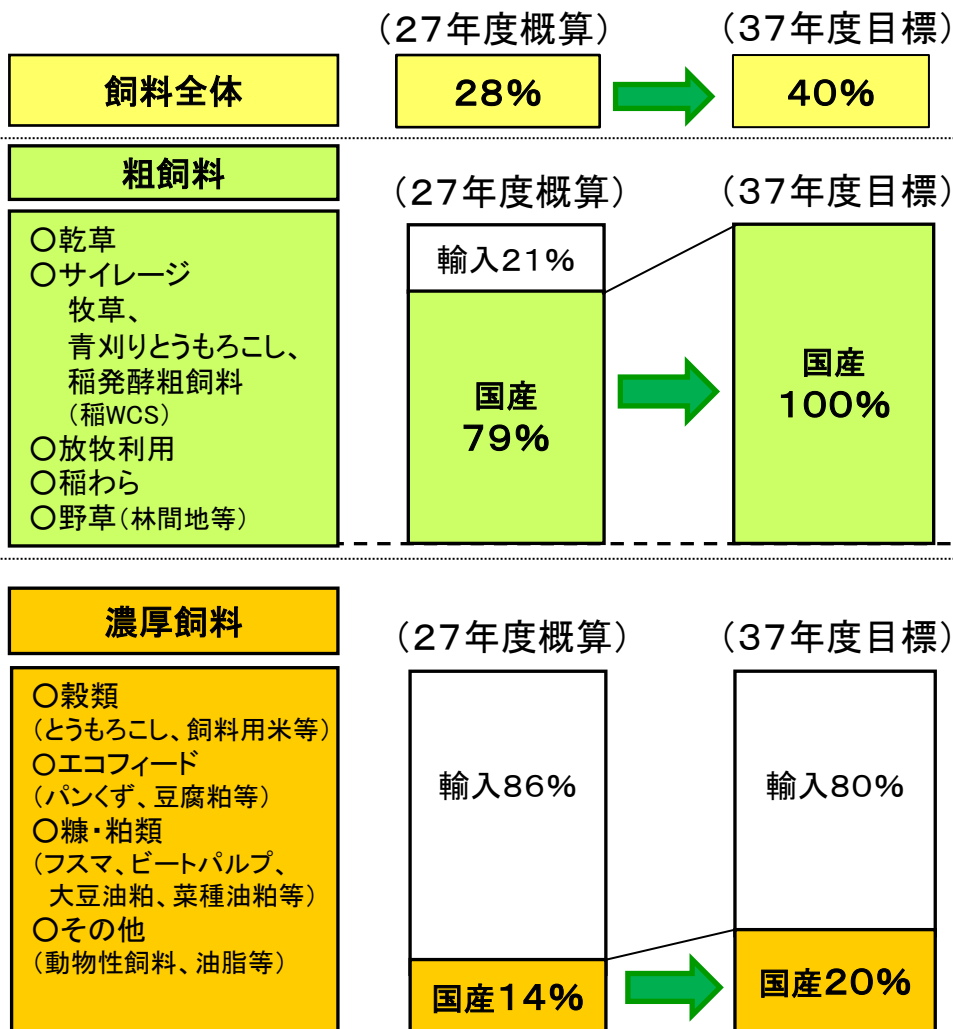 (27年度概算)
(37年度目標)
飼料全体
28%
40%
粗飼料
(27年度概算)
(37年度目標)
○乾草
○サイレージ
牧草、
青刈りとうもろこし、
稲発酵粗飼料
(稲WCS)
○放牧利用
○稲わら
○野草(林間地等)
輸入21%
国産
79%
国産
100%
濃厚飼料
(27年度概算)
(37年度目標)
○穀類
(とうもろこし、飼料用米等)
○エコフィード
(パンくず、豆腐粕等)
○糠・粕類
(フスマ、ビートパルプ、
大豆油粕、菜種油粕等)
○その他
(動物性飼料、油脂等)
輸入86%
国産14%
輸入80%
国産20%